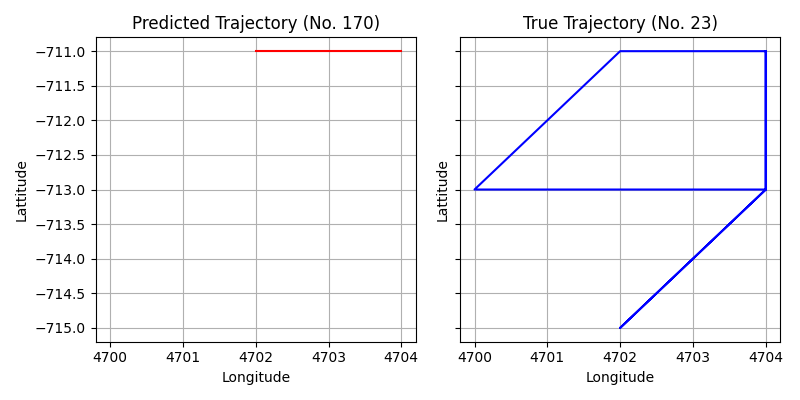 Predicted Trajectory (No. 170)
True Trajectory (No. 23)
−711.0
−711.5
−712.0
−712.5
−713.0
−713.5
−714.0
−714.5
−715.0
Lattitude
Lattitude
4700 4701 4702 4703 4704
4700 4701 4702 4703 4704
Longitude
Longitude